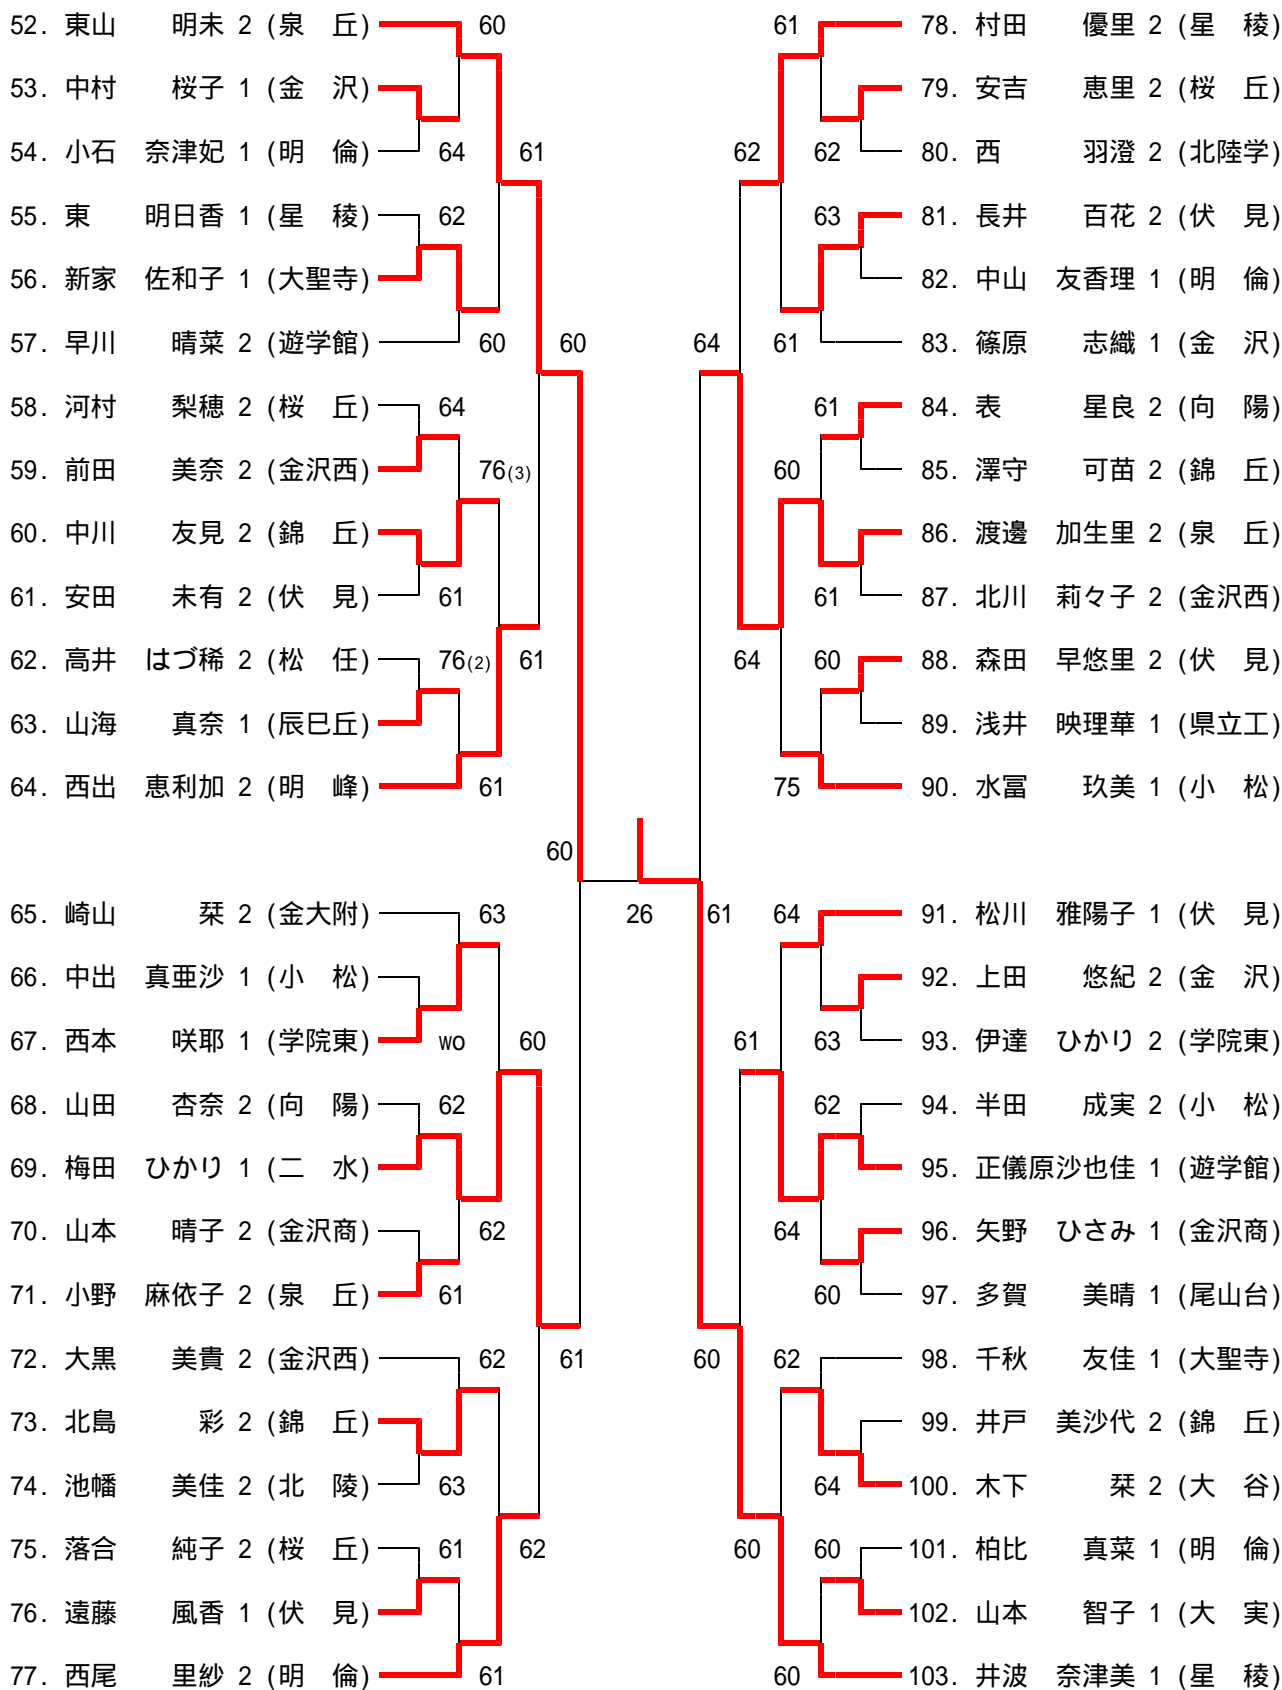 52. 東山 明未 2 (泉 丘)
53. 中村 桜子 1 (金 沢)
54. 小石 奈津妃 1 (明 倫)
55. 東 明日香 1 (星 稜)
56. 新家 佐和子 1 (大聖寺)
57. 早川 晴菜 2 (遊学館)
58. 河村 梨穂 2 (桜 丘)
59. 前田 美奈 2 (金沢西)
60. 中川 友見 2 (錦 丘)
61. 安田 未有 2 (伏 見)
62. 高井 はづ稀 2 (松 任)
63. 山海 真奈 1 (辰巳丘)
64. 西出 恵利加 2 (明 峰)
65. 崎山 栞 2 (金大附)
66. 中出 真亜沙 1 (小 松)
67. 西本 咲耶 1 (学院東)
68. 山田 杏奈 2 (向 陽)
69. 梅田 ひかり 1 (二 水)
70. 山本 晴子 2 (金沢商)
71. 小野 麻依子 2 (泉 丘)
72. 大黒 美貴 2 (金沢西)
73. 北島 彩 2 (錦 丘)
74. 池幡 美佳 2 (北 陵)
75. 落合 純子 2 (桜 丘)
76. 遠藤 風香 1 (伏 見)
77. 西尾 里紗 2 (明 倫)
60
64
61
62
60
60
64
76(3)
61
76(2)
61
61
60
63
wo
60
62
62
61
62
61
63
61
62
61
26
61
61
62
62
63
64
61
61
60
61
64
60
75
61
64
61
63
62
64
60
60
62
64
60
60
60
78. 村田 優里 2 (星 稜)
79. 安吉 恵里 2 (桜 丘)
80. 西 羽澄 2 (北陸学)
81. 長井 百花 2 (伏 見)
82. 中山 友香理 1 (明 倫)
83. 篠原 志織 1 (金 沢)
84. 表 星良 2 (向 陽)
85. 澤守 可苗 2 (錦 丘)
86. 渡邊 加生里 2 (泉 丘)
87. 北川 莉々子 2 (金沢西)
88. 森田 早悠里 2 (伏 見)
89. 浅井 映理華 1 (県立工)
90. 水冨 玖美 1 (小 松)
91. 松川 雅陽子 1 (伏 見)
92. 上田 悠紀 2 (金 沢)
93. 伊達 ひかり 2 (学院東)
94. 半田 成実 2 (小 松)
95. 正儀原沙也佳 1 (遊学館)
96. 矢野 ひさみ 1 (金沢商)
97. 多賀 美晴 1 (尾山台)
98. 千秋 友佳 1 (大聖寺)
99. 井戸 美沙代 2 (錦 丘)
100. 木下 栞 2 (大 谷)
101. 柏比 真菜 1 (明 倫)
102. 山本 智子 1 (大 実)
103. 井波 奈津美 1 (星 稜)